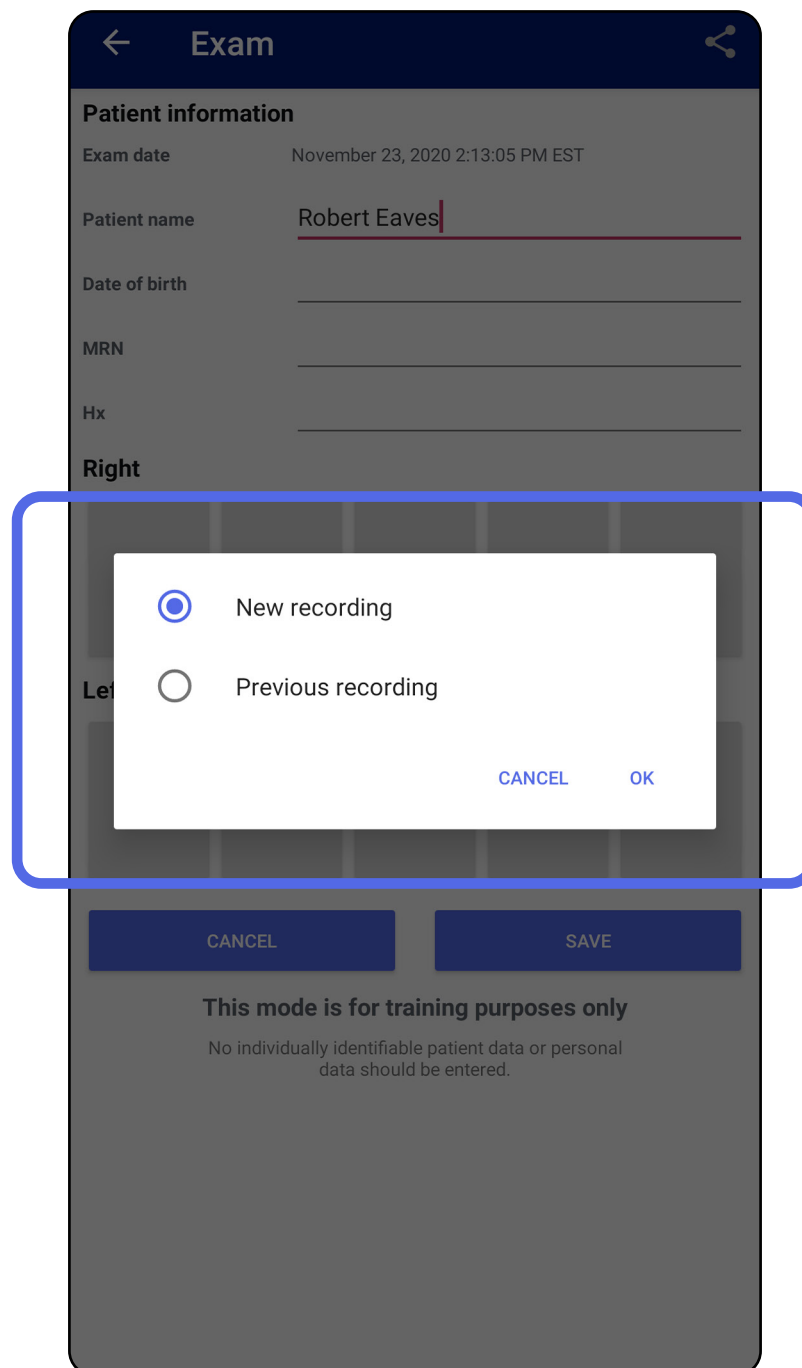 Exam
Patient information
Exam date November 23, 2020 2:13:05 PM EST
Patient name Robert Eaves
Date of birth
MRN
Hx
Right
New recording
Lef
Previous recording
CANCEL OK
CANCEL SAVE
This mode is for training purposes only
No individually identifiable patient data or personal
data should be entered.